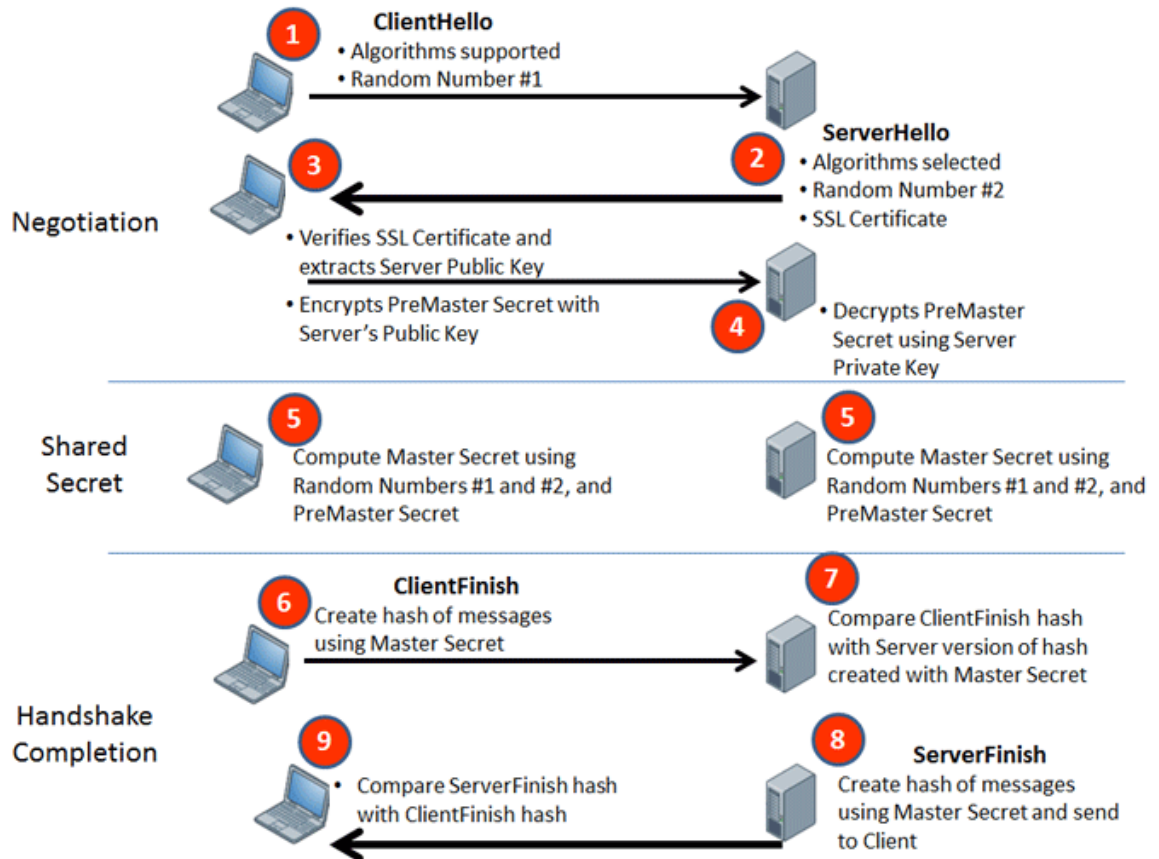 1
ClientHello
• Algorithms supported
• Random Number #1
2
ServerHello
• Algorithms selected
• Random Number #2
• SSL Certificate
3
Negotiation
• Verifies SSL Certificate and
extracts Server Public Key
• Encrypts PreMaster Secret with
Server's Public Key
4
• Decrypts PreMaster
Secret using Server
Private Key
Shared
Secret
5
Compute Master Secret using
Random Numbers #1 and #2, and
PreMaster Secret
5
Compute Master Secret using
Random Numbers #1 and #2, and
PreMaster Secret
Handshake
Completion
6
ClientFinish
Create hash of messages
using Master Secret
7
Compare ClientFinish hash
with Server version of hash
created with Master Secret
8
ServerFinish
Create hash of messages
using Master Secret and send
to Client
9
• Compare ServerFinish hash
with ClientFinish hash